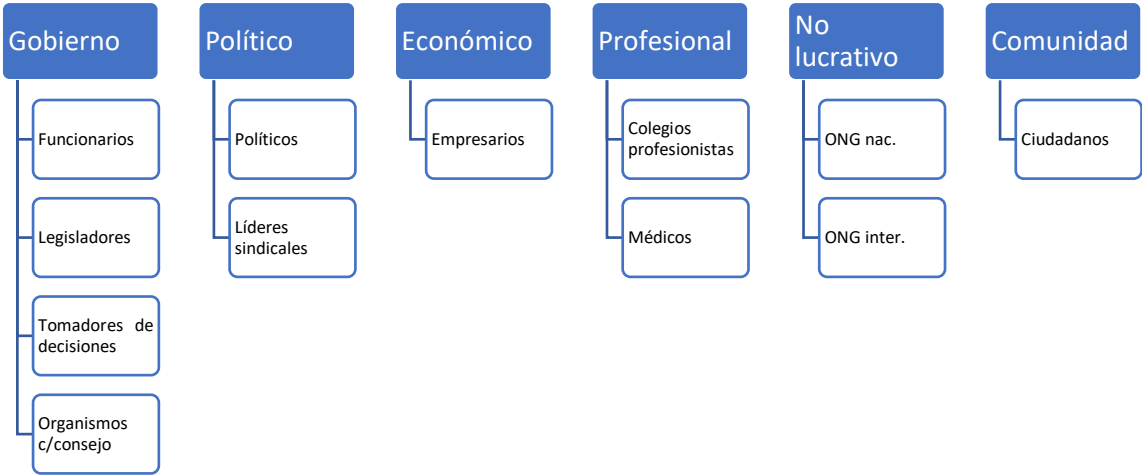 Gobierno
Funcionarios
Legisladores
Tomadores de
decisiones
Organismos
c/consejo
Político
Políticos
Líderes
sindicales
Económico
Empresarios
Profesional
Colegios
profesionistas
Médicos
No
lucrativo
ONG nac.
ONG inter.
Comunidad
Ciudadanos